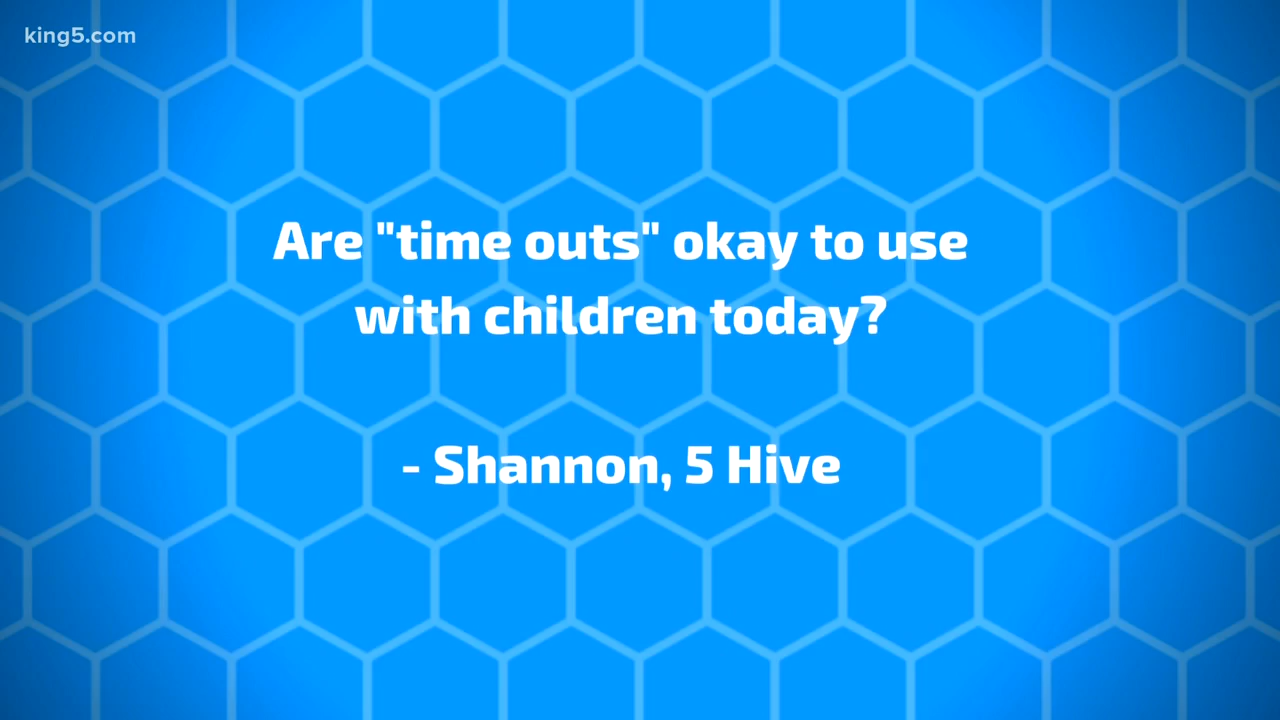 king5.com
Are "time outs" okay to use
with children today?
- Shannon, 5 Hive